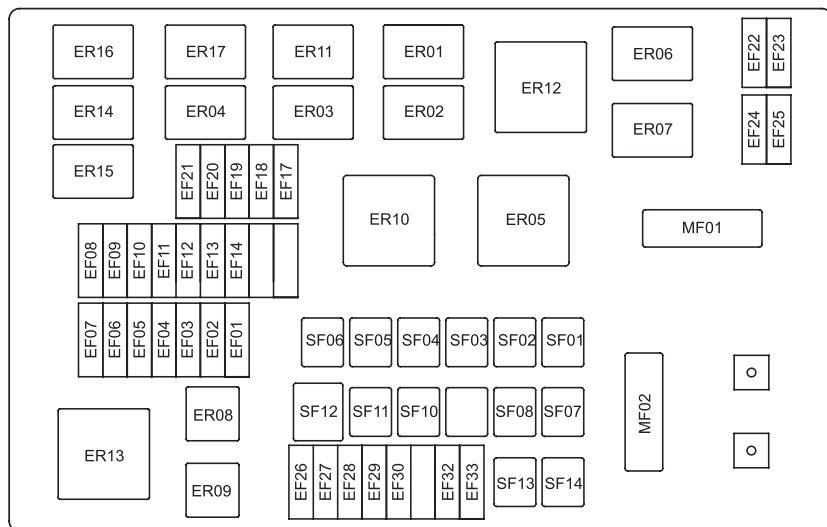 ER16 ER17 ER11 ER01 ER12 ER06 EF22 EF23
ER14 ER04 ER03 ER02 ER07 EF24 EF25
ER15 EF21 EF20 EF19 EF18 EF17
ER10 ER05 MF01
EF08 EF09 EF10 EF11 EF12 EF13 EF14
EF07 EF06 EF05 EF04 EF03 EF02 EF01
SF06 SF05 SF04 SF03 SF02 SF01
ER08 SF12 SF11 SF10 SF08 SF07 MF02
ER13
ER09 EF26 EF27 EF28 EF29 EF30 EF32 EF33 SF13 SF14